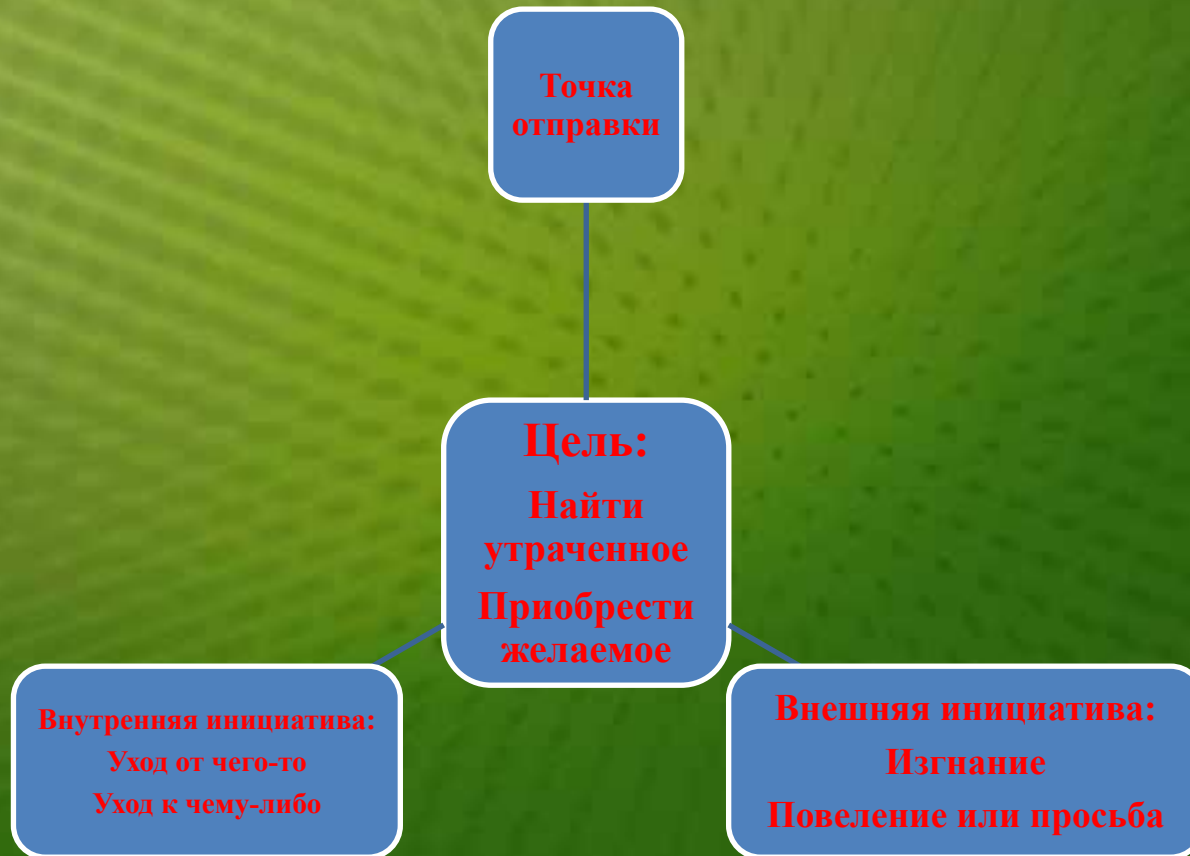 Точка
отправки
Цель:
Найти
утраченное
Приобрести
желаемое
Внутренняя инициатива:
Уход от чего-то
Уход к чему-либо
Внешняя инициатива:
Изгнание
Повеление или просьба